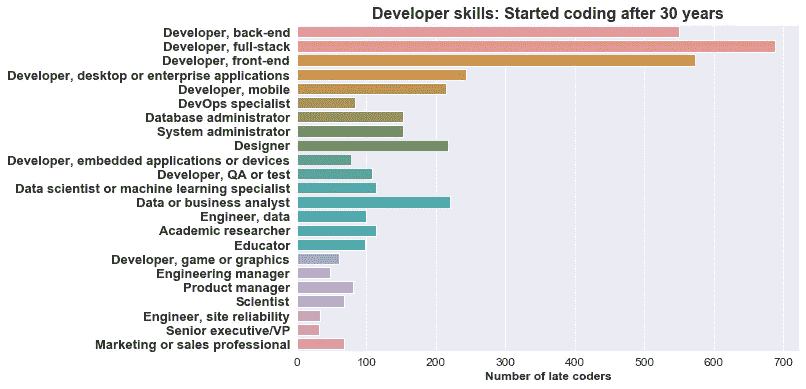 Developer skills: Started coding after 30 years
Developer, back-end
Developer, full-stack
Developer, front-end
Developer, desktop or enterprise applications
Developer, mobile
DevOps specialist
Database administrator
System administrator
Designer
Developer, embedded applications or devices
Developer, QA or test
Data scientist or machine learning specialist
Data or business analyst
Engineer, data
Academic researcher
Educator
Developer, game or graphics
Engineering manager
Product manager
Scientist
Engineer, site reliability
Senior executive/VP
Marketing or sales professional
0 100 200 300 400 500 600 700
Number of late coders